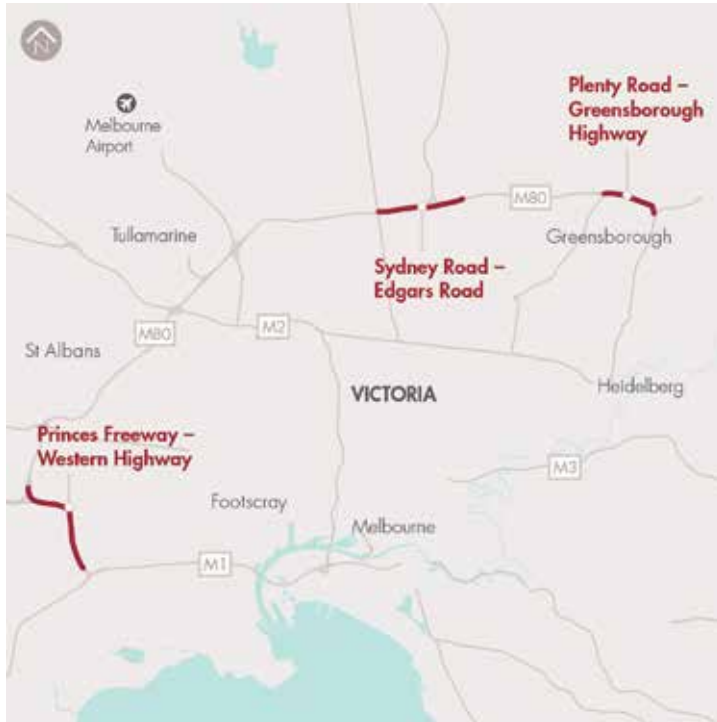 N
Plenty Road –
Greensborough
Highway
Melbourne
Airport
M80
Tullamarine
Greensborough
Sydney Road –
Edgars Road
M2
M80
St Albans
Heidelberg
VICTORIA
Princes Freeway –
Western Highway
M3
Footscray
Melbourne
M1